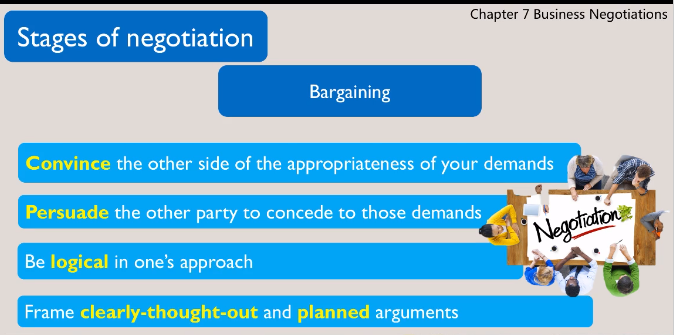 Chapter 7 Business Negotiations
Stages of negotiation
Bargaining
Convince the other side of the appropriateness of your demands
Persuade the other party to concede to those demands
Negotiation
Be logical in one's approach
Frame clearly-thought-out and planned arguments